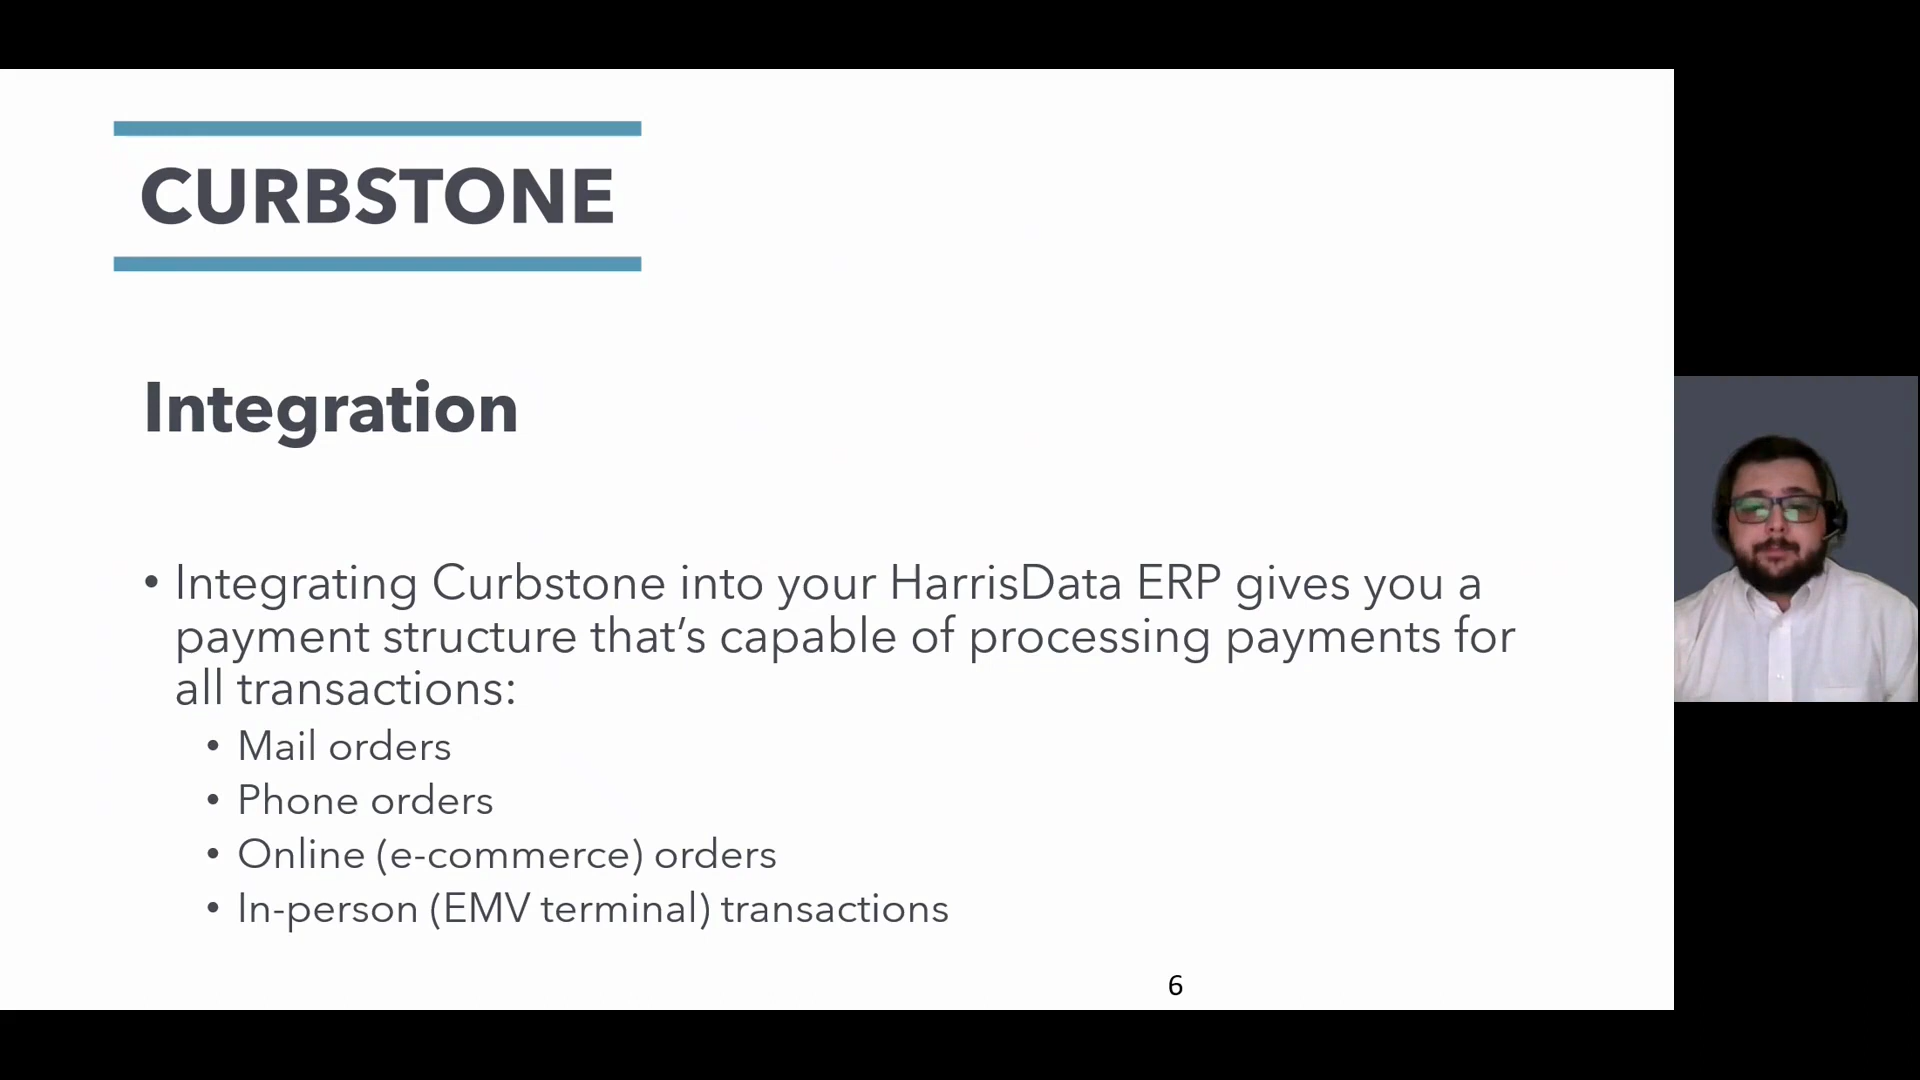 CURBSTONE
Integration
• Integrating Curbstone into your HarrisData ERP gives you a
payment structure that’s capable of processing payments for
all transactions:
• Mail orders
• Phone orders
• Online (e-commerce) orders
• In-person (EMV terminal) transactions
6